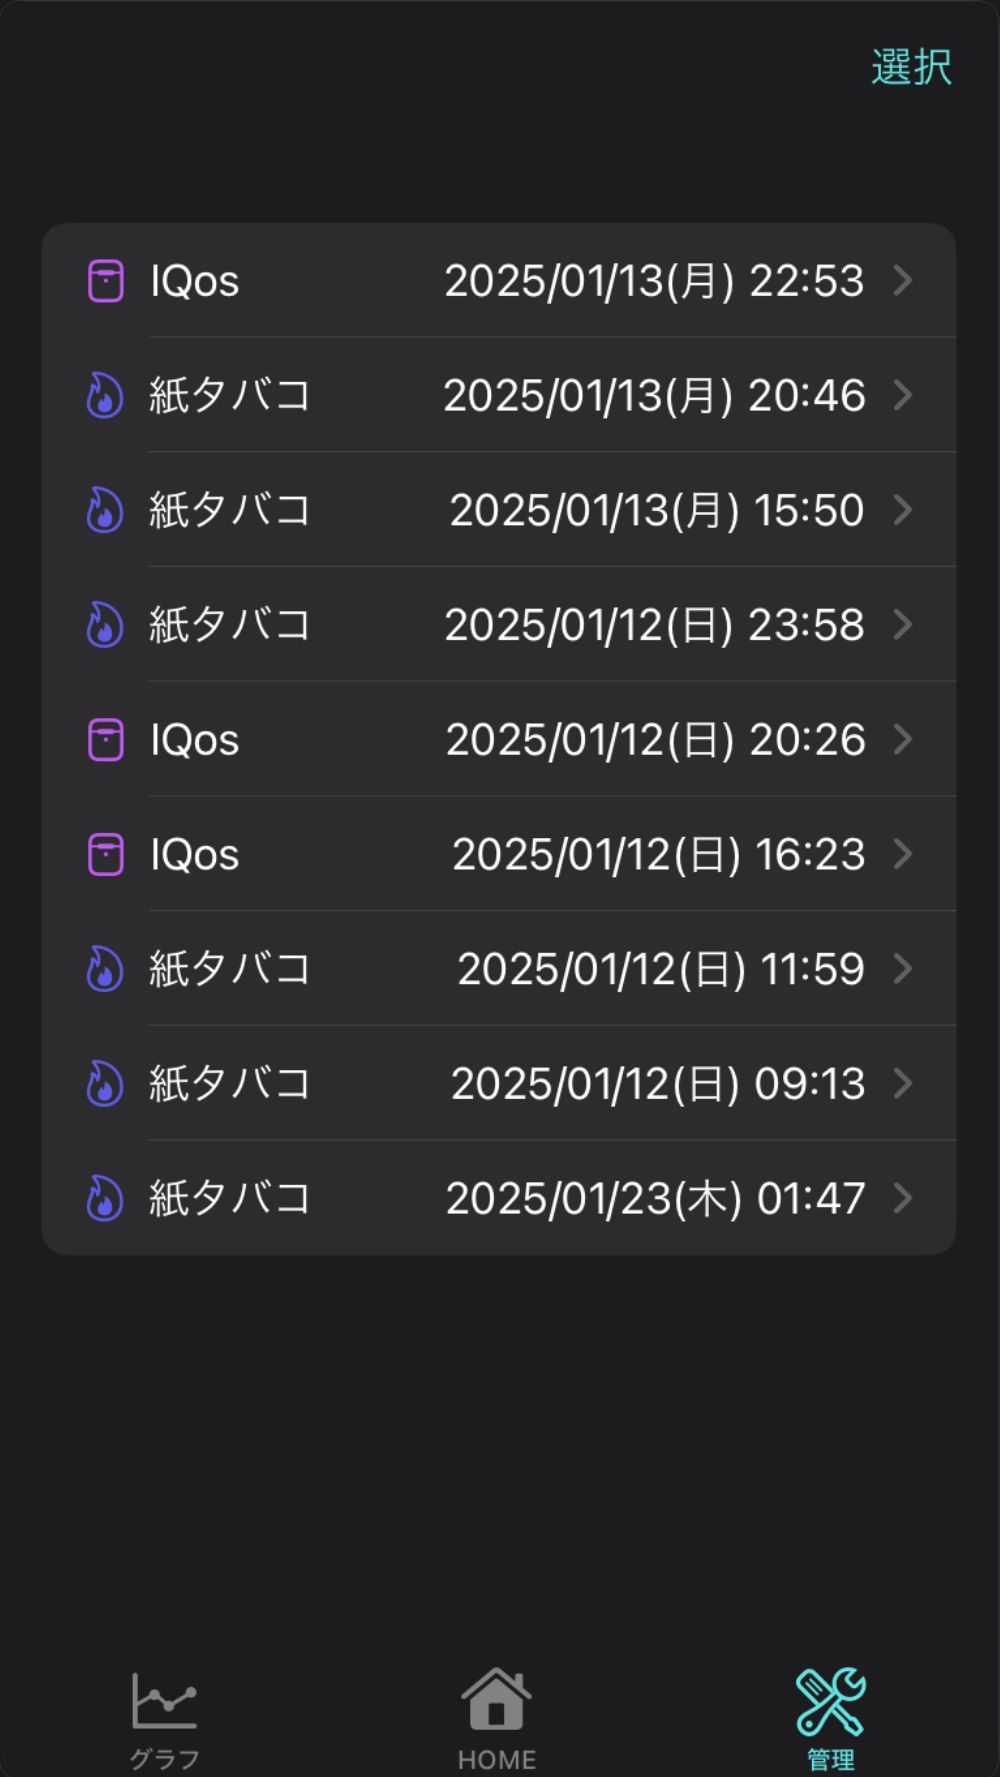 選択
IQos 2025/01/13(月) 22:53
紙タバコ 2025/01/13(月) 20:46
紙タバコ 2025/01/13(月) 15:50
紙タバコ 2025/01/12(日) 23:58
IQos 2025/01/12(日) 20:26
IQos 2025/01/12(日) 16:23
紙タバコ 2025/01/12(日) 11:59
紙タバコ 2025/01/12(日) 09:13
紙タバコ 2025/01/23(木) 01:47
グラフ HOME 管理